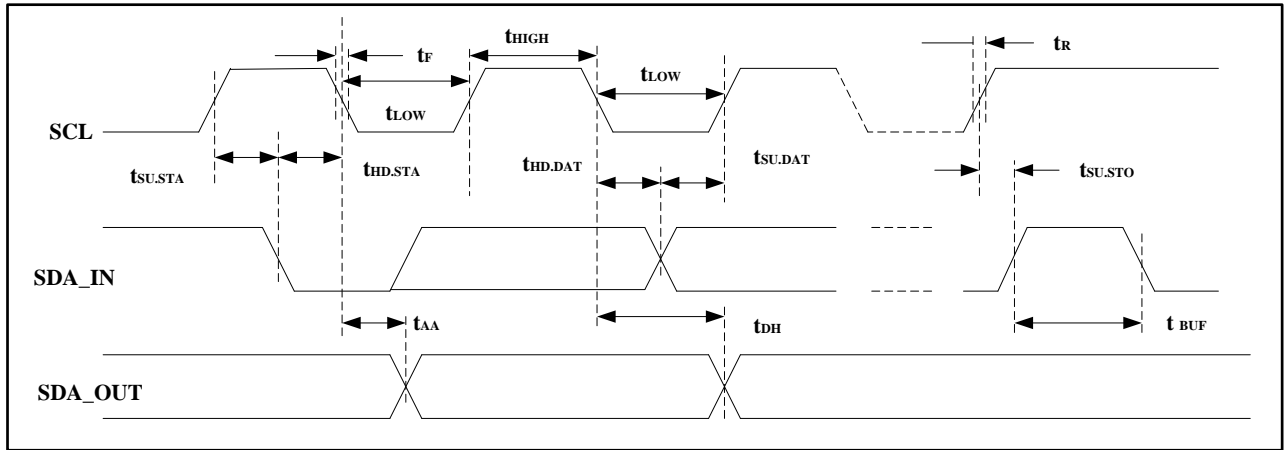 tF
tHIGH
tR
tLOW
tLOW
SCL
tSU.STA
tHD.STA
tHD.DAT
tSU.DAT
tSU.STO
SDA_IN
tAA
tDH
t BUF
SDA_OUT